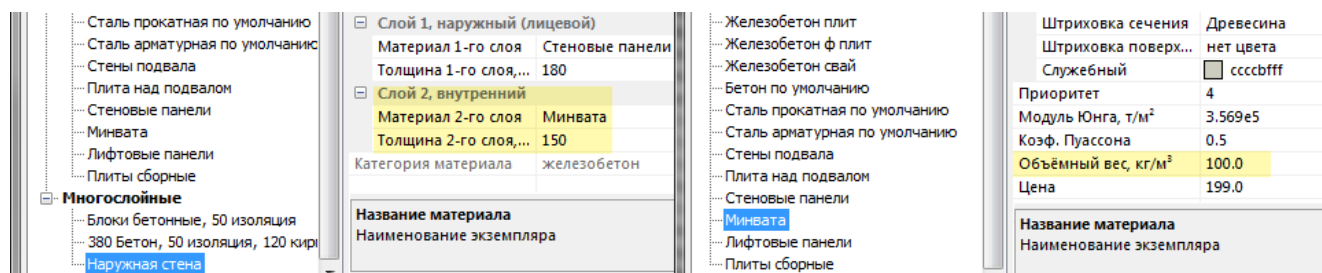 Сталь прокатная по умолчанию
Сталь арматурная по умолчанию
Стены подвала
Плита над подвалом
Стеновые панели
Минвата
Лифтовые панели
Плиты сборные
Многослойные
Блоки бетонные, 50 изоляция
380 Бетон, 50 изоляция, 120 кирп
Наружная стена
Слой 1, наружный (лицевой)
Материал 1-го слоя Стеновые панели
Толщина 1-го слоя,... 180
Слой 2, внутренний
Материал 2-го слоя Минвата
Толщина 2-го слоя,... 150
Категория материала железобетон
Название материала
Наименование экземпляра
Железобетон плит
Железобетон ф плит
Железобетон свай
Бетон по умолчанию
Сталь прокатная по умолчанию
Сталь арматурная по умолчанию
Стены подвала
Плита над подвалом
Стеновые панели
Минвата
Лифтовые панели
Плиты сборные
Штриховка сечения Древесина
Штриховка поверх... нет цвета
Служебный ccccbfff
Приоритет 4
Модуль Юнга, т/м² 3.569e5
Коэф. Пуассона 0.5
Объёмный вес, кг/м³ 100.0
Цена 199.0
Название материала
Наименование экземпляра